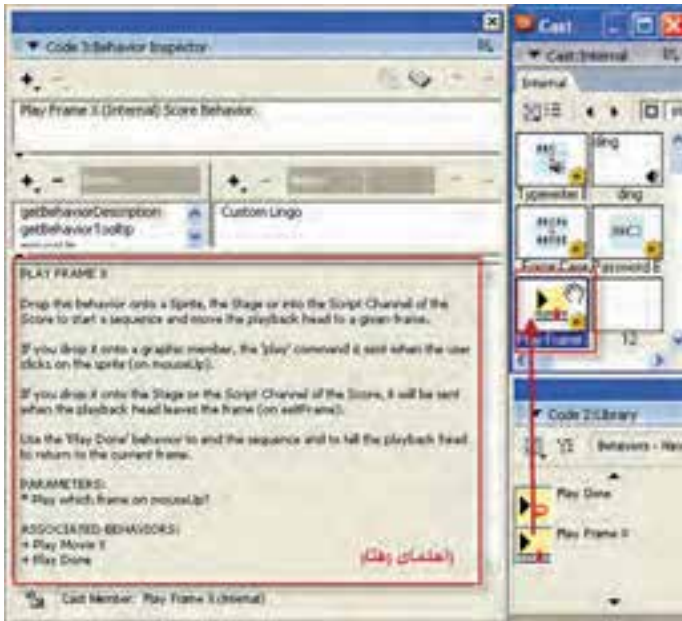 Code 3:Behavior Inspector
Play Frame X (Internal) Score Behavior
getBehaviorDescription
getBehaviorTooltip
Custom Lingo
PLAY FRAME X
Drop this behavior onto a Sprite, the Stage or into the Script Channel of the
Score to start a sequence and move the playback head to a given frame.
If you drop it onto a graphic member, the 'play' command is sent when the user
clicks on the sprite (on mouseUp).
If you drop it onto the Stage or the Script Channel of the Score, it will be sent
when the playback head leaves the frame (on exitFrame).
Use the 'Play Done' behavior to end the sequence and to tell the playback head
to return to the current frame.
PARAMETERS:
* Play which frame on mouseUp?
ASSOCIATED BEHAVIORS:
+ Play Movie X
+ Play Done
راهنمای رفتار
Cast Member: Play Frame X(Internal)
Cast
Cast:Internal
Internal
ding
Typewriter
ding
Password
Play Frame
12
Code 2:Library
Behaviors - Nav
Play Done
Play Frame X